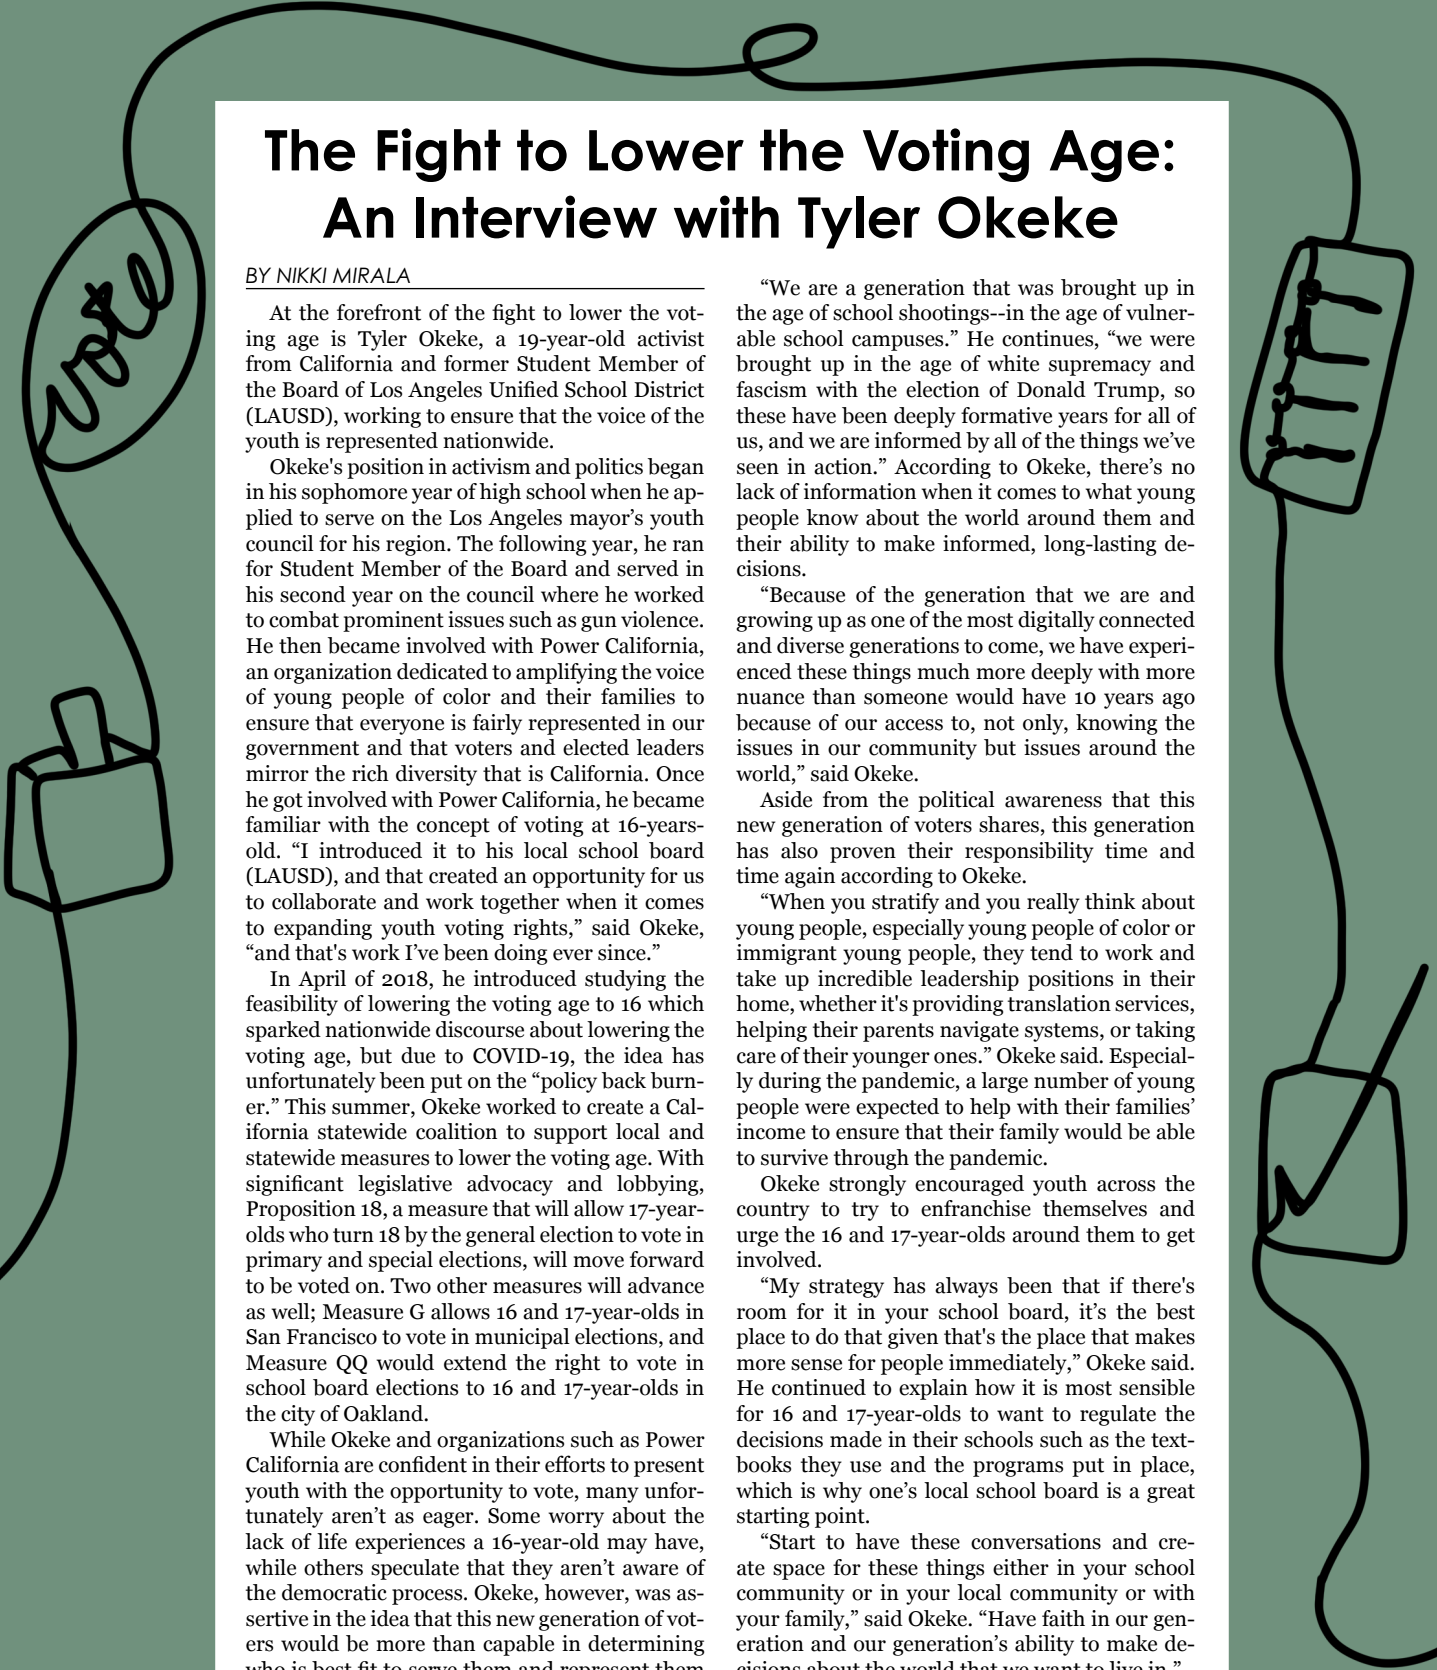 The Fight to Lower the Voting Age:
An Interview with Tyler Okeke
BY NIKKI MIRALA
At the forefront of the fight to lower the vot-
ing age is Tyler Okeke, a 19-year-old activist
from California and former Student Member of
the Board of Los Angeles Unified School District
(LAUSD), working to ensure that the voice of the
youth is represented nationwide.
Okeke's position in activism and politics began
in his sophomore year of high school when he ap-
plied to serve on the Los Angeles mayor’s youth
council for his region. The following year, he ran
for Student Member of the Board and served in
his second year on the council where he worked
to combat prominent issues such as gun violence.
He then became involved with Power California,
an organization dedicated to amplifying the voice
of young people of color and their families to
ensure that everyone is fairly represented in our
government and that voters and elected leaders
mirror the rich diversity that is California. Once
he got involved with Power California, he became
familiar with the concept of voting at 16-years-
old. “I introduced it to his local school board
(LAUSD), and that created an opportunity for us
to collaborate and work together when it comes
to expanding youth voting rights,” said Okeke,
“and that's work I’ve been doing ever since.”
In April of 2018, he introduced studying the
feasibility of lowering the voting age to 16 which
sparked nationwide discourse about lowering the
voting age, but due to COVID-19, the idea has
unfortunately been put on the “policy back burn-
er.” This summer, Okeke worked to create a Cal-
ifornia statewide coalition to support local and
statewide measures to lower the voting age. With
significant legislative advocacy and lobbying,
Proposition 18, a measure that will allow 17-year-
olds who turn 18 by the general election to vote in
primary and special elections, will move forward
to be voted on. Two other measures will advance
as well; Measure G allows 16 and 17-year-olds in
San Francisco to vote in municipal elections, and
Measure QQ would extend the right to vote in
school board elections to 16 and 17-year-olds in
the city of Oakland.
While Okeke and organizations such as Power
California are confident in their efforts to present
youth with the opportunity to vote, many unfor-
tunately aren’t as eager. Some worry about the
lack of life experiences a 16-year-old may have,
while others speculate that they aren’t aware of
the democratic process. Okeke, however, was as-
sertive in the idea that this new generation of vot-
ers would be more than capable in determining
who is best fit to serve them and represent them
“We are a generation that was brought up in
the age of school shootings--in the age of vulner-
able school campuses.” He continues, “we were
brought up in the age of white supremacy and
fascism with the election of Donald Trump, so
these have been deeply formative years for all of
us, and we are informed by all of the things we’ve
seen in action.” According to Okeke, there’s no
lack of information when it comes to what young
people know about the world around them and
their ability to make informed, long-lasting de-
cisions.
“Because of the generation that we are and
growing up as one of the most digitally connected
and diverse generations to come, we have experi-
enced these things much more deeply with more
nuance than someone would have 10 years ago
because of our access to, not only, knowing the
issues in our community but issues around the
world,” said Okeke.
Aside from the political awareness that this
new generation of voters shares, this generation
has also proven their responsibility time and
time again according to Okeke.
“When you stratify and you really think about
young people, especially young people of color or
immigrant young people, they tend to work and
take up incredible leadership positions in their
home, whether it's providing translation services,
helping their parents navigate systems, or taking
care of their younger ones.” Okeke said. Especial-
ly during the pandemic, a large number of young
people were expected to help with their families’
income to ensure that their family would be able
to survive through the pandemic.
Okeke strongly encouraged youth across the
country to try to enfranchise themselves and
urge the 16 and 17-year-olds around them to get
involved.
“My strategy has always been that if there's
room for it in your school board, it’s the best
place to do that given that's the place that makes
more sense for people immediately,” Okeke said.
He continued to explain how it is most sensible
for 16 and 17-year-olds to want to regulate the
decisions made in their schools such as the text-
books they use and the programs put in place,
which is why one’s local school board is a great
starting point.
“Start to have these conversations and cre-
ate space for these things either in your school
community or in your local community or with
your family,” said Okeke. “Have faith in our gen-
eration and our generation’s ability to make de-
cisions about the world that we want to live in.”
vote